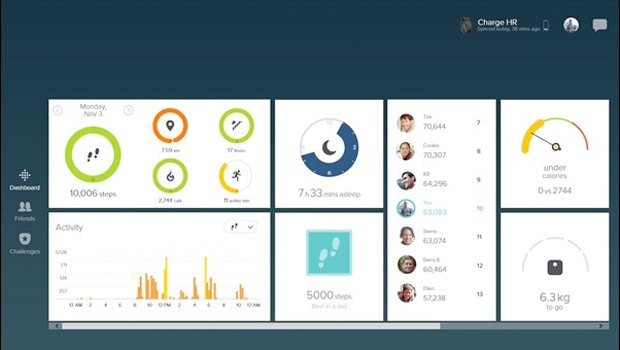 Charge HR
Synced today, 38 mins ago
Monday,
Nov 3
10,006 steps
7.59 km
17 floors
2,744 cals
11 active min
7 h 33 mins asleep
Tim
70,644
7
Cookie
70,307
8
KB
64,296
9
You
63,083
10
Sierra
63,074
11
Barry B
60,464
12
Ellen
57,238
13
under
calories
0 vs 2744
Dashboard
Friends
Challenges
Activity
1028
771
514
257
12 AM
2
4
6
8
10
12 PM
2
4
6
8
10
12 AM
5000 steps
Best in a day
6.3 kg
to go